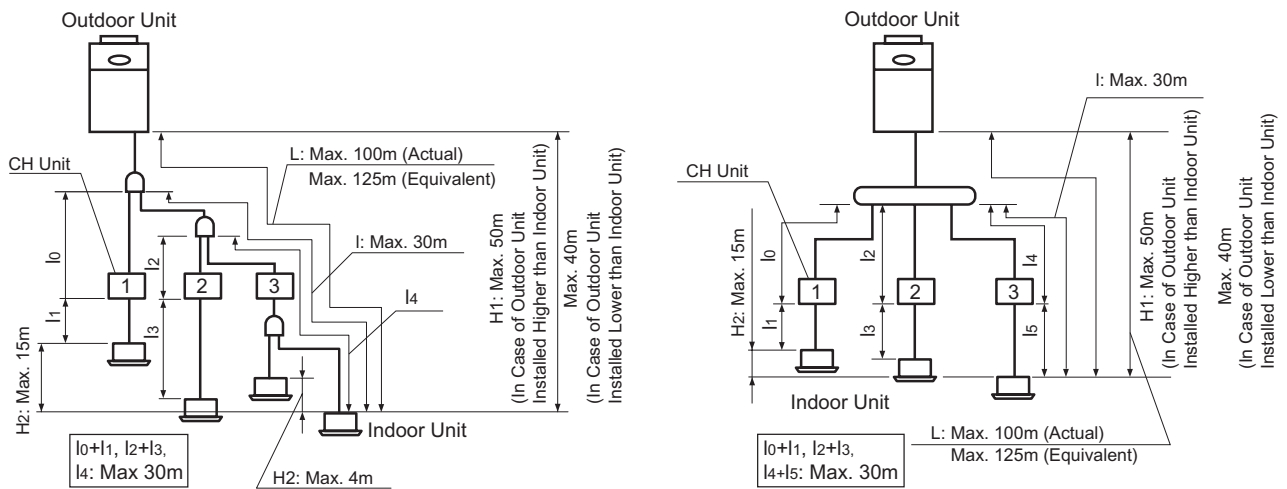 Outdoor Unit
CH Unit
L: Max. 100m (Actual)
Max. 125m (Equivalent)
l: Max. 30m
l0
l1
l2
l3
l4
1
2
3
H2: Max. 15m
H1: Max. 50m
(In Case of Outdoor Unit
Installed Higher than Indoor Unit)
Max. 40m
(In Case of Outdoor Unit
Installed Lower than Indoor Unit)
Indoor Unit
l0+l1, l2+l3,
l4: Max 30m
H2: Max. 4m
Outdoor Unit
l: Max. 30m
CH Unit
H2: Max. 15m
l0
l1
l2
l3
l4
l5
1
2
3
H1: Max. 50m
(In Case of Outdoor Unit
Installed Higher than Indoor Unit)
Max. 40m
(In Case of Outdoor Unit
Installed Lower than Indoor Unit)
Indoor Unit
L: Max. 100m (Actual)
Max. 125m (Equivalent)
l0+l1, l2+l3,
l4+l5: Max. 30m